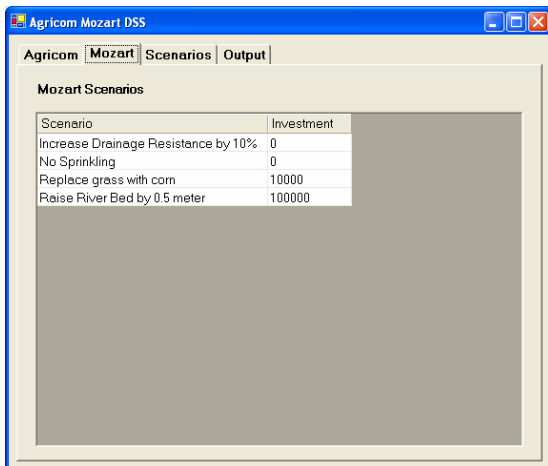 Agricom Mozart DSS
Agricom Mozart Scenarios Output
Mozart Scenarios
Scenario Investment
Increase Drainage Resistance by 10% 0
No Sprinkling 0
Replace grass with corn 10000
Raise River Bed by 0.5 meter 100000